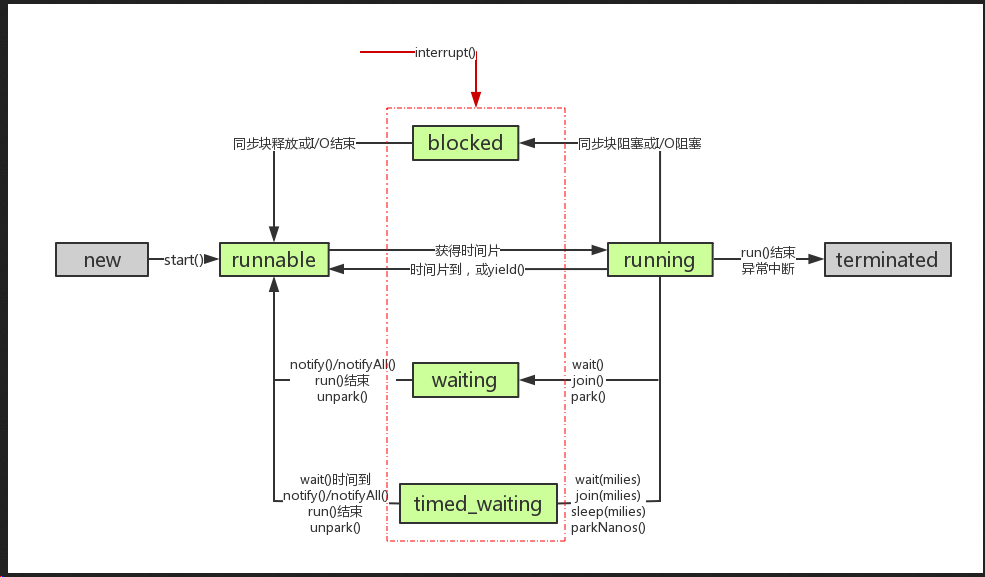 interrupt()
blocked
同步块释放或I/O结束
同步块阻塞或I/O阻塞
new
start()
runnable
获得时间片
时间片到，或yield()
running
run()结束
异常中断
terminated
notify()/notifyAll()
run()结束
unpark()
waiting
wait()
join()
park()
wait()时间到
notify()/notifyAll()
run()结束
unpark()
timed_waiting
wait(milies)
join(milies)
sleep(milies)
parkNanos()